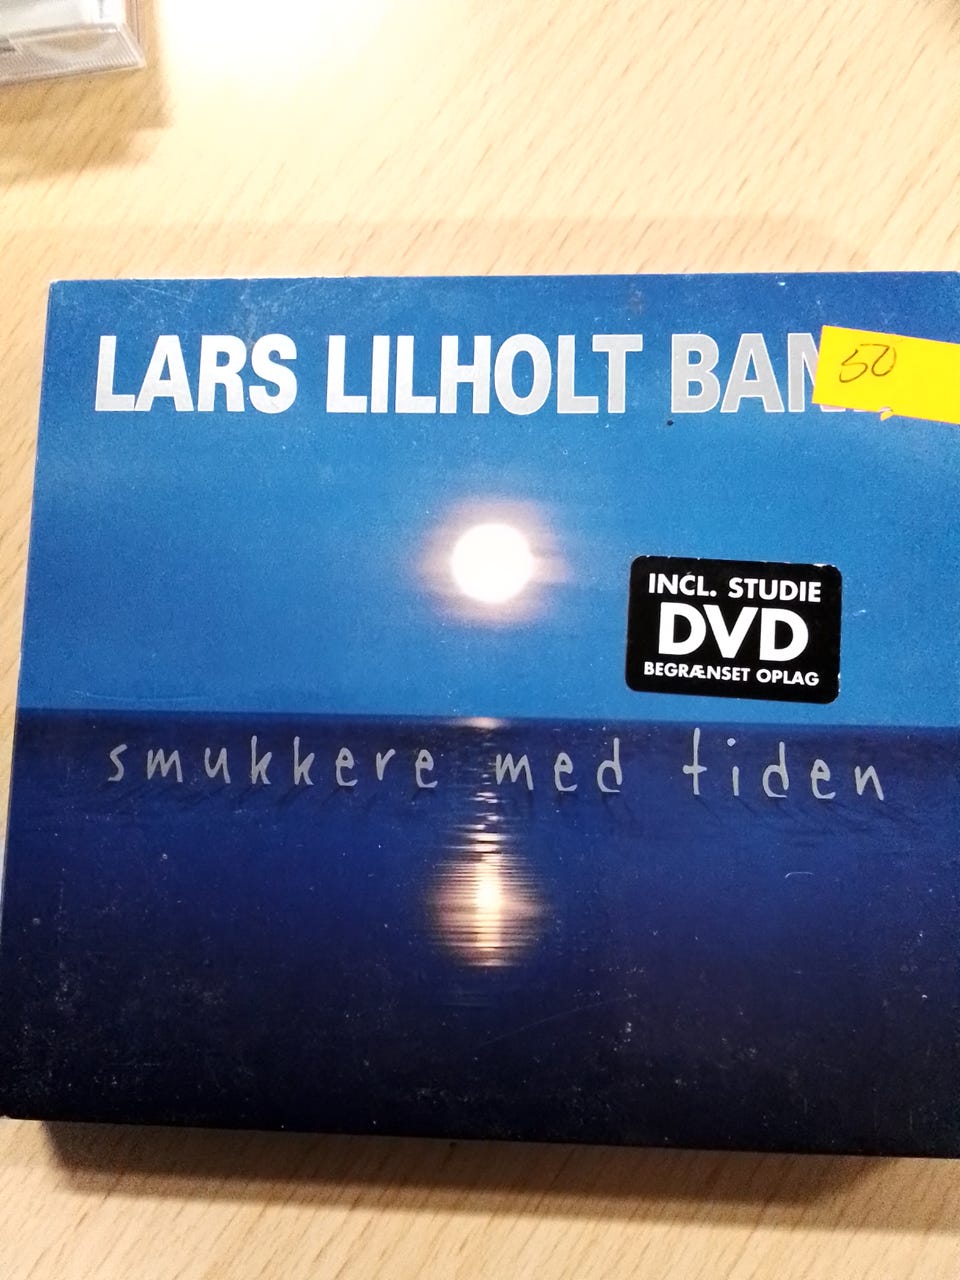 LARS LILHOLT BAN
50
INCL. STUDIE
DVD
BEGRÆNSET OPLAG
smukkere med tiden